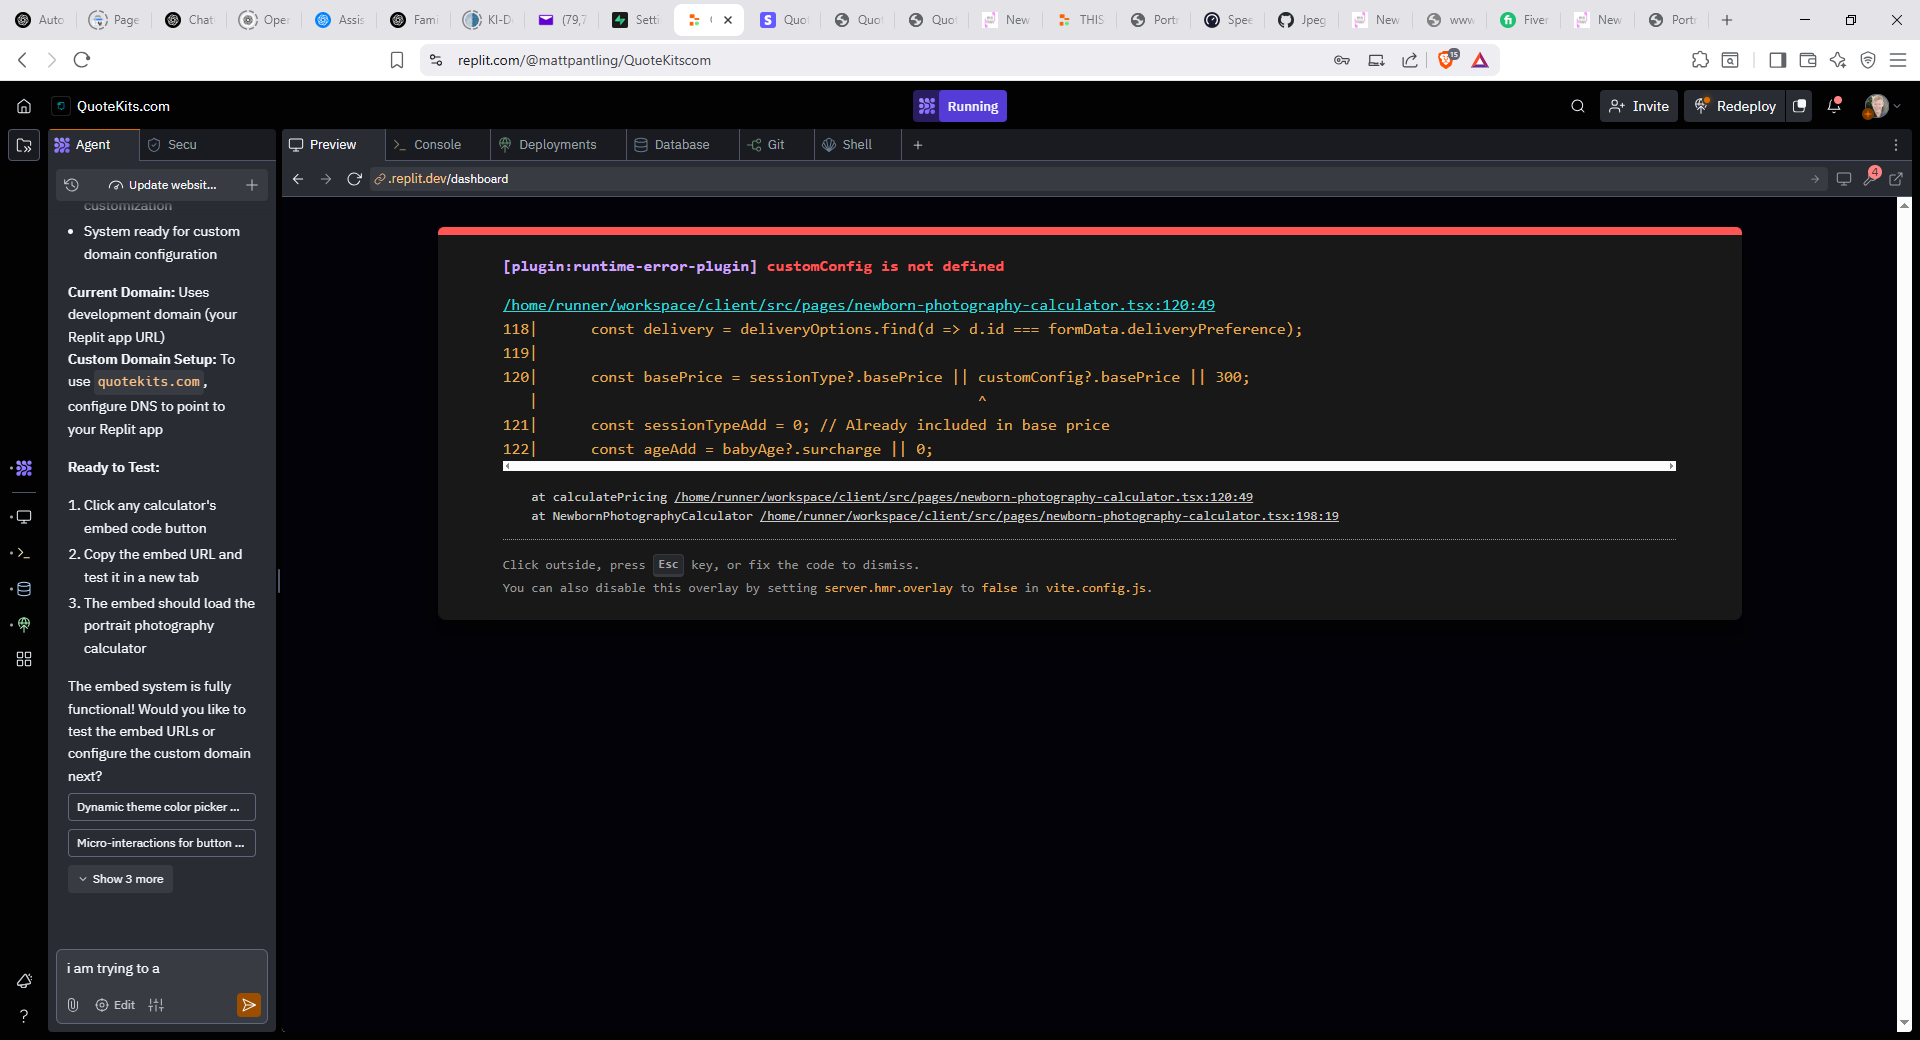 Auto
Page
Chat
Open
Assis
Fami
KI-D
(79,7
Setti
Quo
Quo
Quo
New
THIS
Portr
Spee
Jpeg
New
www
Fiver
New
Portr
replit.com/@mattpantling/QuoteKitscom
15
QuoteKits.com
Running
Invite
Redeploy
Agent
Secu
Preview
Console
Deployments
Database
Git
Shell
Update websit...
.replit.dev/dashboard
4
customization
• System ready for custom
domain configuration
Current Domain: Uses
development domain (your
Replit app URL)
Custom Domain Setup: To
use quotekits.com,
configure DNS to point to
your Replit app
Ready to Test:
1. Click any calculator's
embed code button
2. Copy the embed URL and
test it in a new tab
3. The embed should load the
portrait photography
calculator
The embed system is fully
functional! Would you like to
test the embed URLs or
configure the custom domain
next?
Dynamic theme color picker ...
Micro-interactions for button ...
Show 3 more
i am trying to a
Edit
[plugin:runtime-error-plugin] customConfig is not defined
/home/runner/workspace/client/src/pages/newborn-photography-calculator.tsx:120:49
118|      const delivery = deliveryOptions.find(d => d.id === formData.deliveryPreference);
119|
120|      const basePrice = sessionType?.basePrice || customConfig?.basePrice || 300;
|                                                  ^
121|      const sessionTypeAdd = 0; // Already included in base price
122|      const ageAdd = babyAge?.surcharge || 0;
at calculatePricing /home/runner/workspace/client/src/pages/newborn-photography-calculator.tsx:120:49
at NewbornPhotographyCalculator /home/runner/workspace/client/src/pages/newborn-photography-calculator.tsx:198:19
Click outside, press Esc key, or fix the code to dismiss.
You can also disable this overlay by setting server.hmr.overlay to false in vite.config.js.